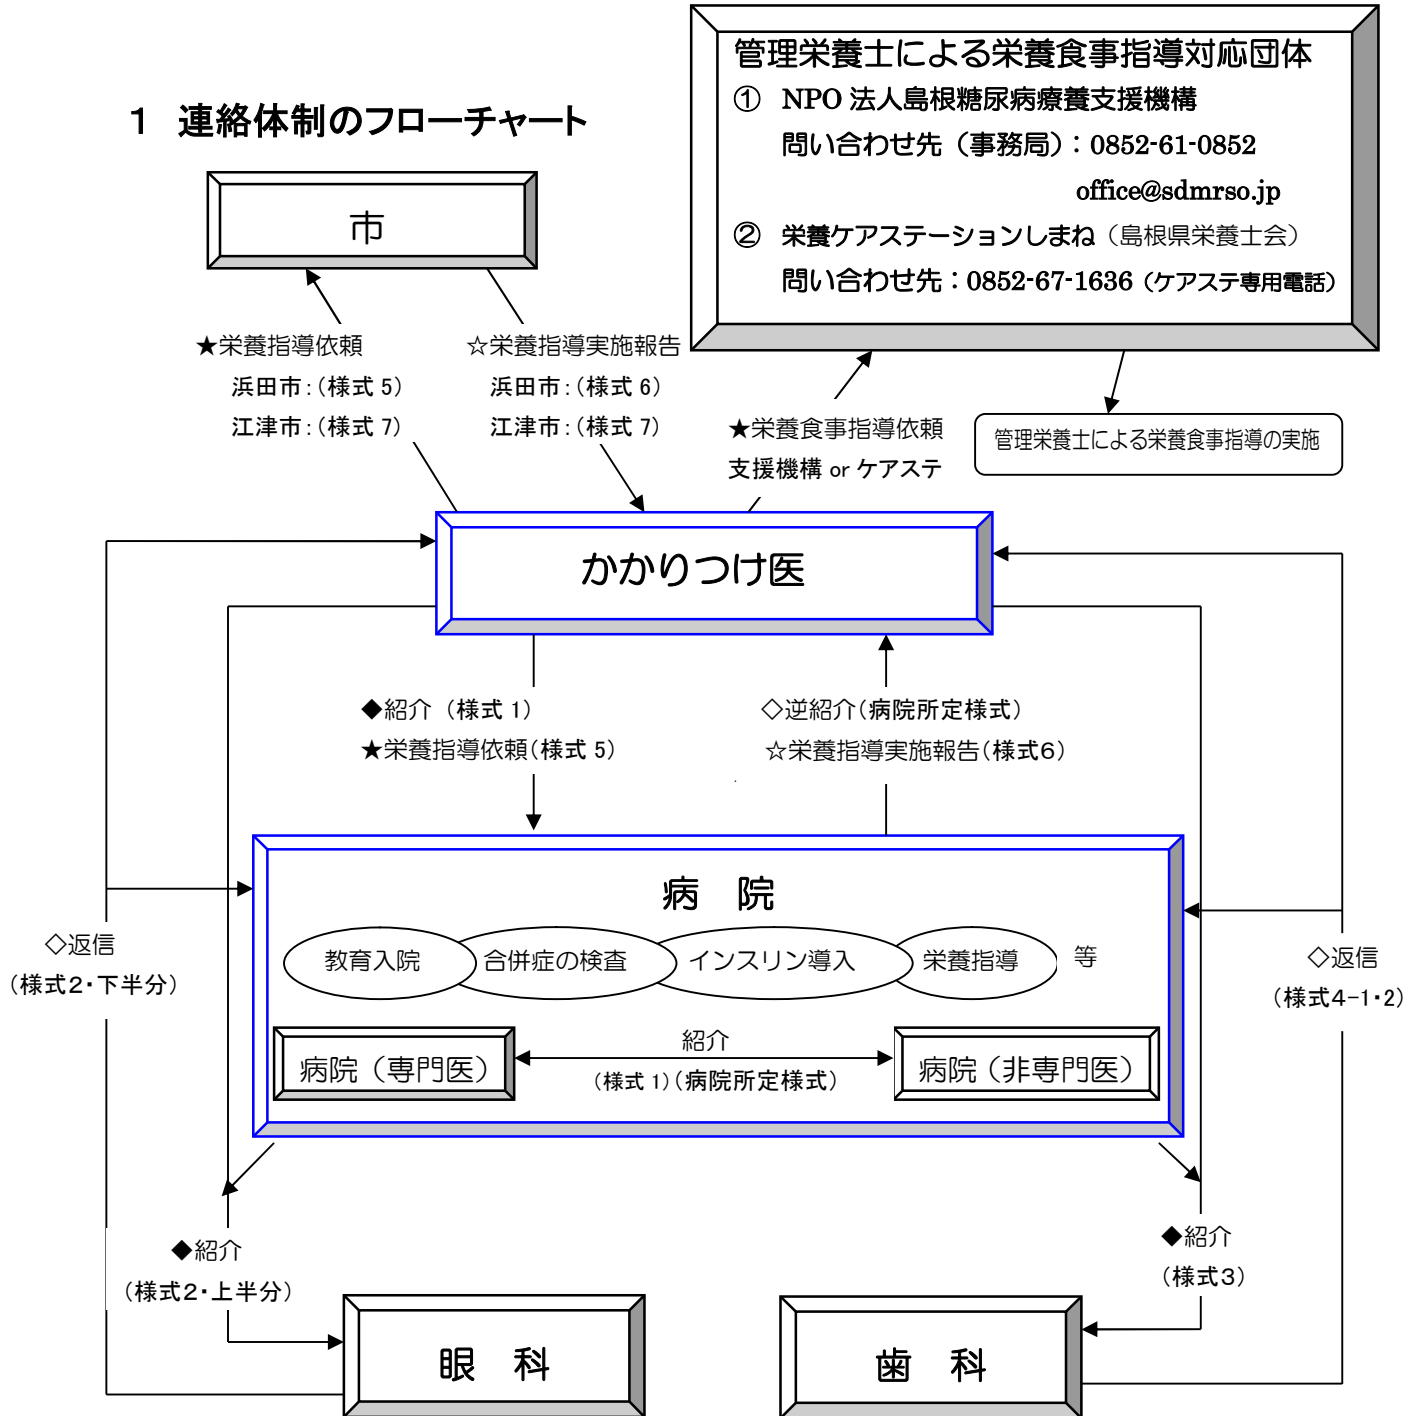 管理栄養士による栄養食事指導対応団体
① NPO 法人島根糖尿病療養支援機構
問い合わせ先（事務局）：0852-61-0852
office@sdmrso.jp
② 栄養ケアステーションしまね（島根県栄養士会）
問い合わせ先：0852-67-1636（ケアステ専用電話）
1 連絡体制のフローチャート
市
★栄養指導依頼
浜田市：（様式 5）
江津市：（様式 7）
☆栄養指導実施報告
浜田市：（様式 6）
江津市：（様式 7）
★栄養食事指導依頼
支援機構 or ケアステ
管理栄養士による栄養食事指導の実施
かかりつけ医
◆紹介（様式 1）
★栄養指導依頼（様式 5）
◇逆紹介（病院所定様式）
☆栄養指導実施報告（様式6）
病 院
教育入院 合併症の検査 インスリン導入 栄養指導 等
病院（専門医）
紹介
（様式 1）（病院所定様式）
病院（非専門医）
◇返信
（様式2・下半分）
◇返信
（様式4-1・2）
◆紹介
（様式2・上半分）
◆紹介
（様式3）
眼 科
歯 科